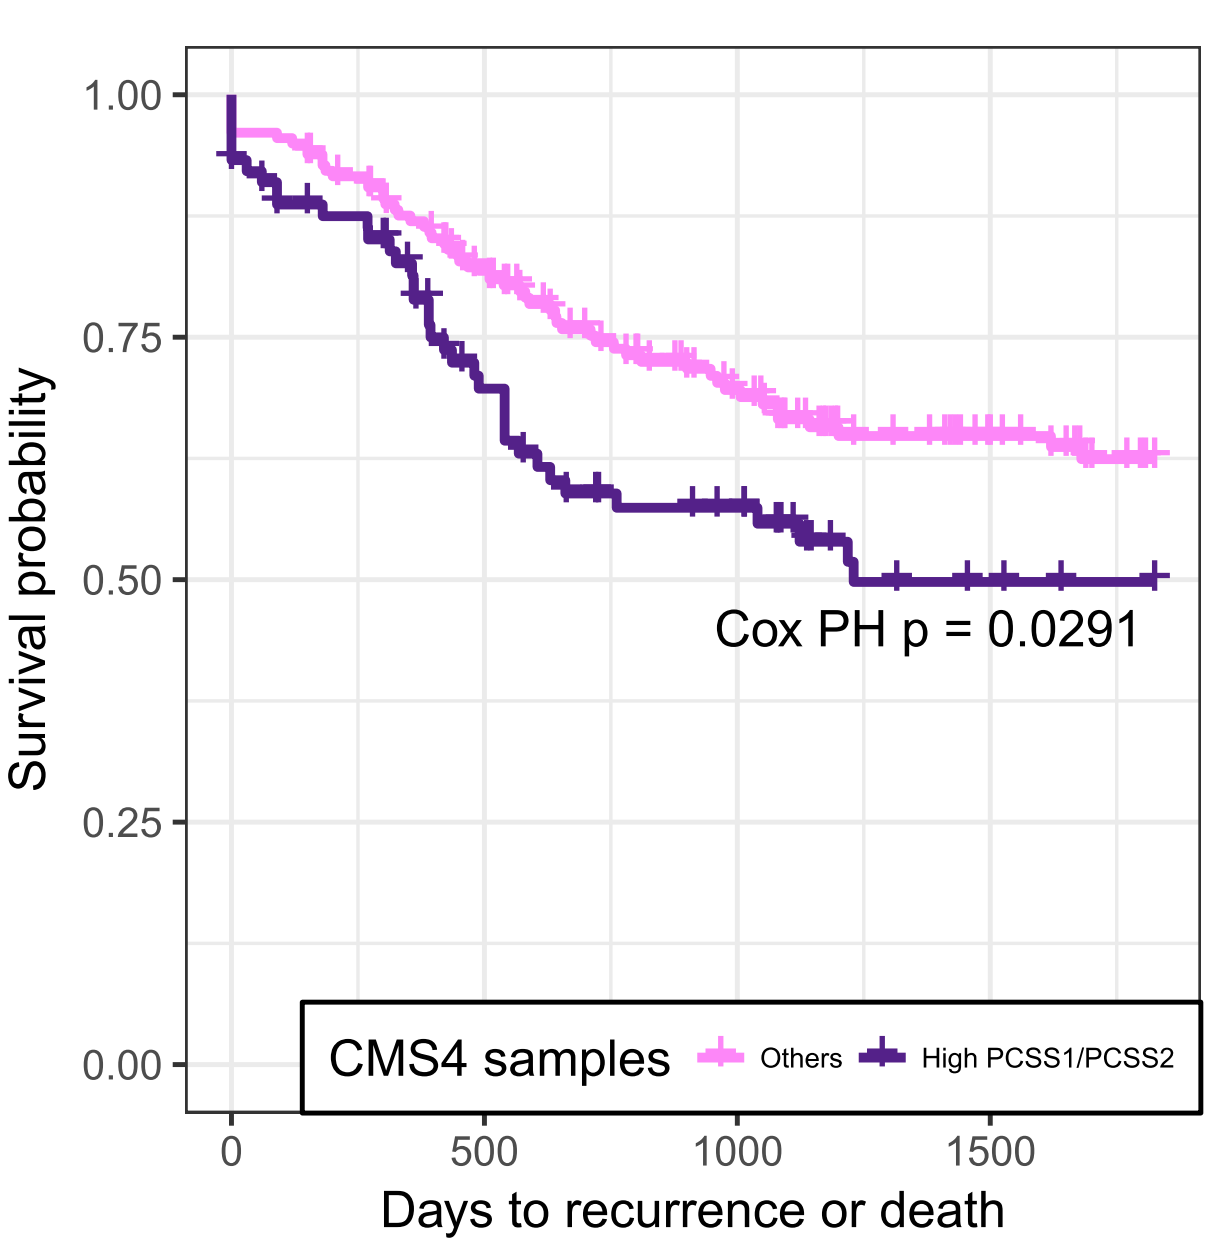 1.00
0.75
0.50
0.25
0.00
Survival probability
Cox PH p = 0.0291
CMS4 samples Others High PCSS1/PCSS2
0 500 1000 1500
Days to recurrence or death